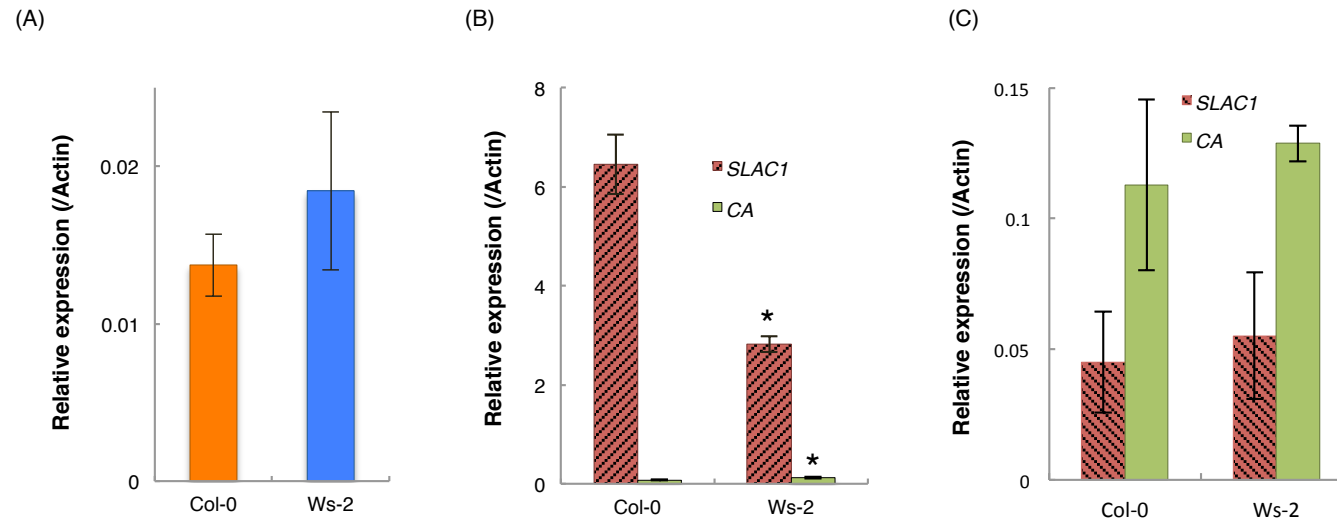 (A)
Relative expression (/Actin)
0.02
0.01
0
Col-0
Ws-2
(B)
Relative expression (/Actin)
8
6
4
2
0
SLAC1
CA
*
*
Col-0
Ws-2
(C)
Relative expression (/Actin)
0.15
0.1
0.05
0
SLAC1
CA
Col-0
Ws-2